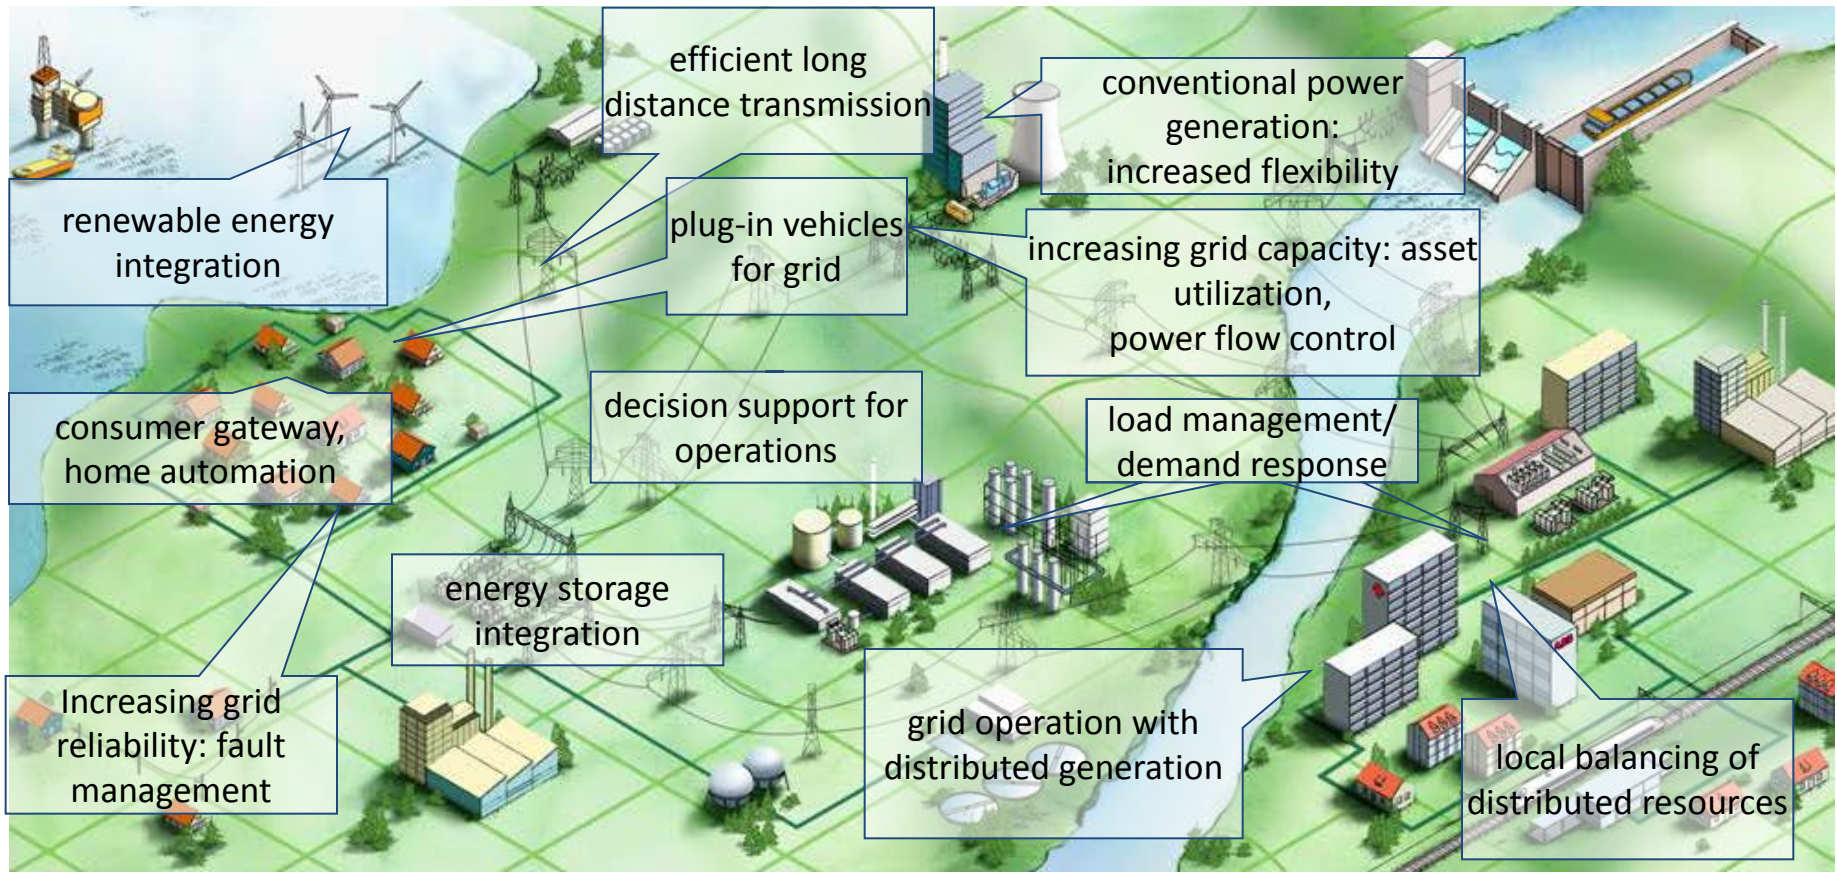 efficient long
distance transmission
conventional power
generation:
increased flexibility
renewable energy
integration
plug-in vehicles
for grid
increasing grid capacity: asset
utilization,
power flow control
consumer gateway,
home automation
decision support for
operations
load management/
demand response
energy storage
integration
Increasing grid
reliability: fault
management
grid operation with
distributed generation
local balancing of
distributed resources
ABB